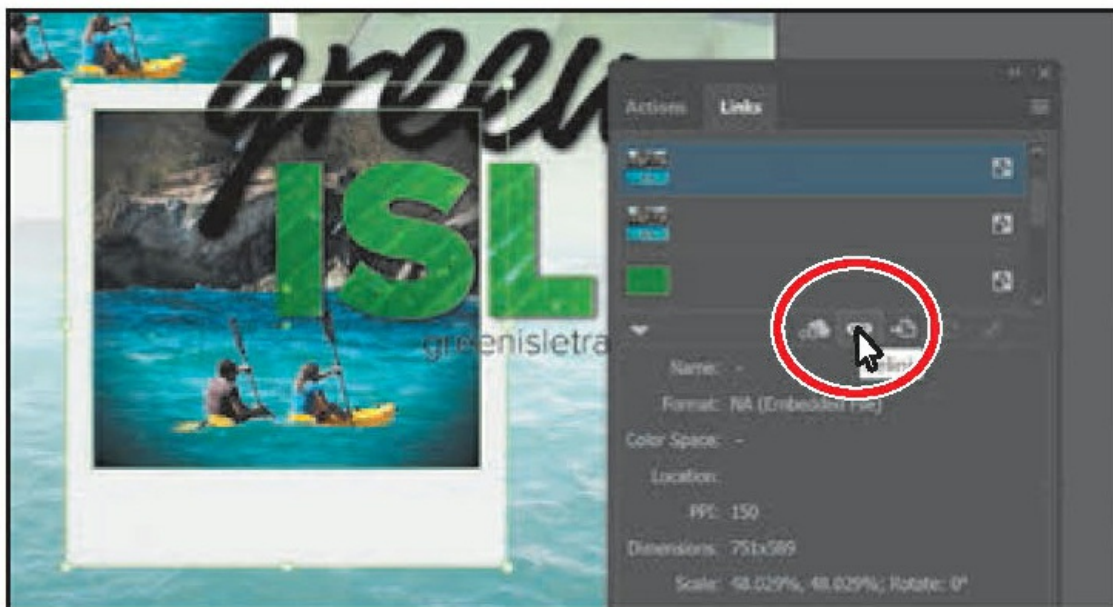 green
ISL
greenisletra
Actions Links
Name: -
Format: NA (Embedded File)
Color Space: -
Location:
PPI: 150
Dimensions: 751x589
Scale: 48.029%, 48.029%; Rotate: 0°